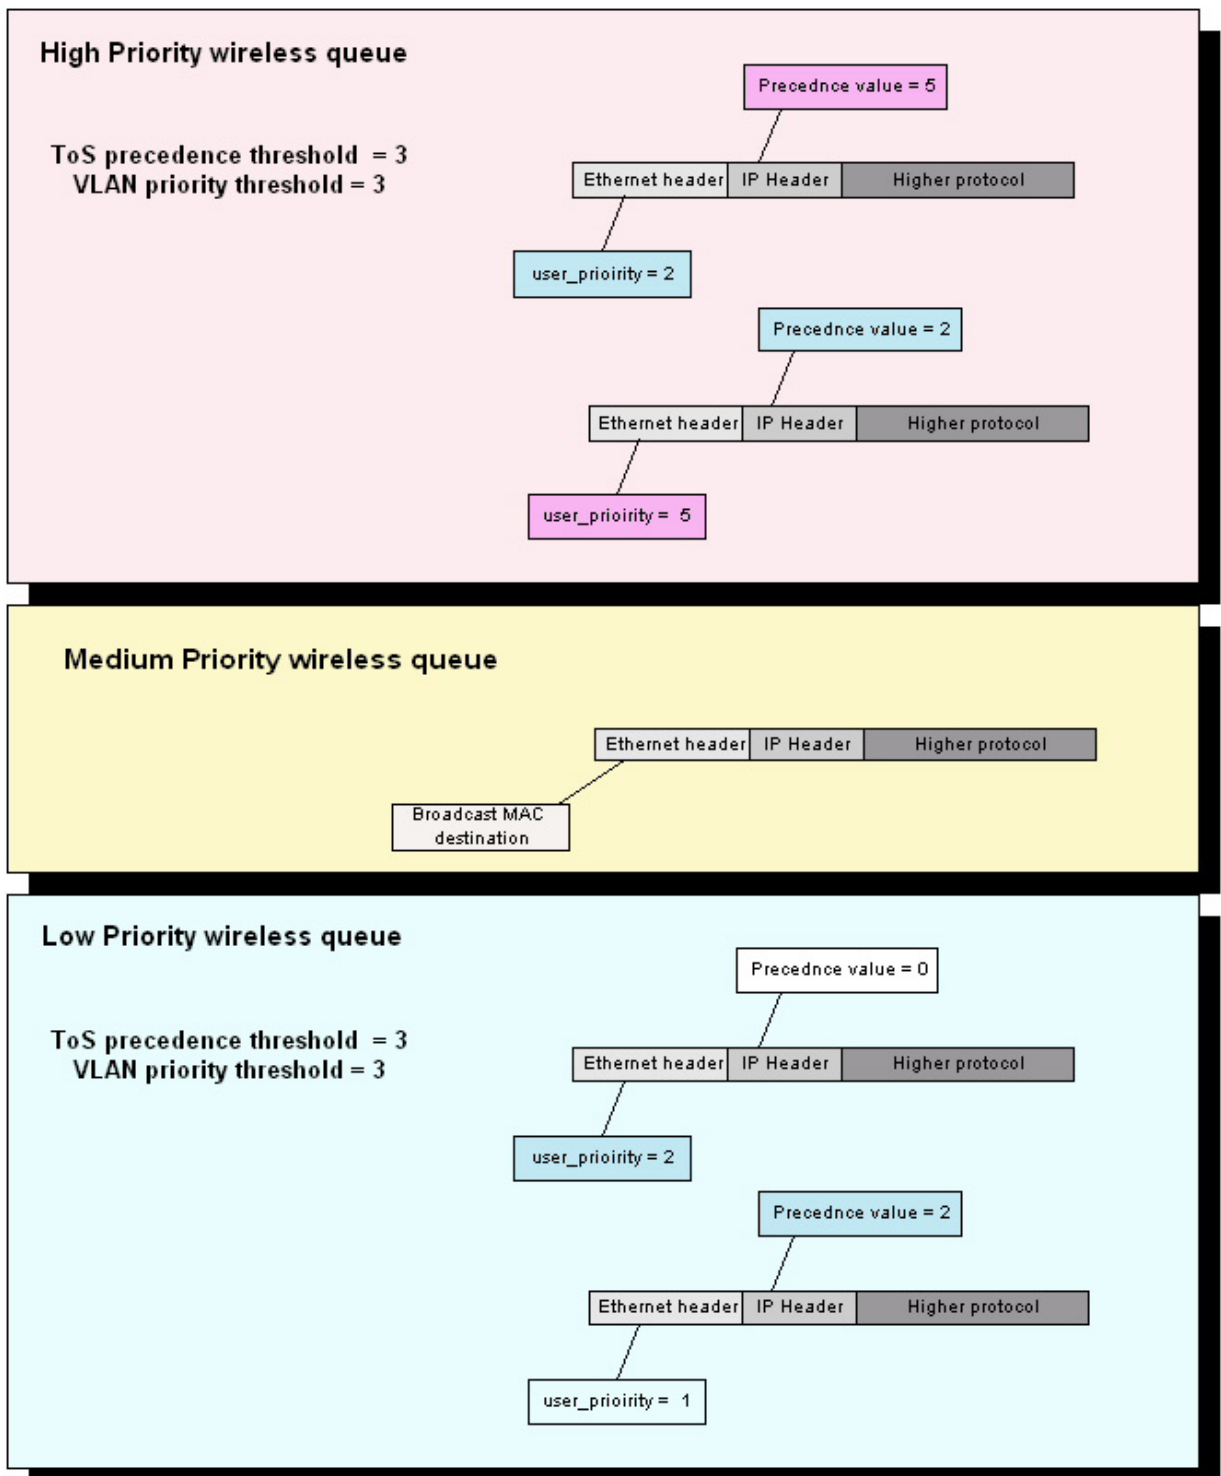 High Priority wireless queue
Precednce value = 5
ToS precedence threshold = 3
VLAN priority threshold = 3
Ethernet header IP Header Higher protocol
user_prioirity = 2
Precednce value = 2
Ethernet header IP Header Higher protocol
user_prioirity = 5
Medium Priority wireless queue
Ethernet header IP Header Higher protocol
Broadcast MAC
destination
Low Priority wireless queue
Precednce value = 0
ToS precedence threshold = 3
VLAN priority threshold = 3
Ethernet header IP Header Higher protocol
user_prioirity = 2
Precednce value = 2
Ethernet header IP Header Higher protocol
user_prioirity = 1